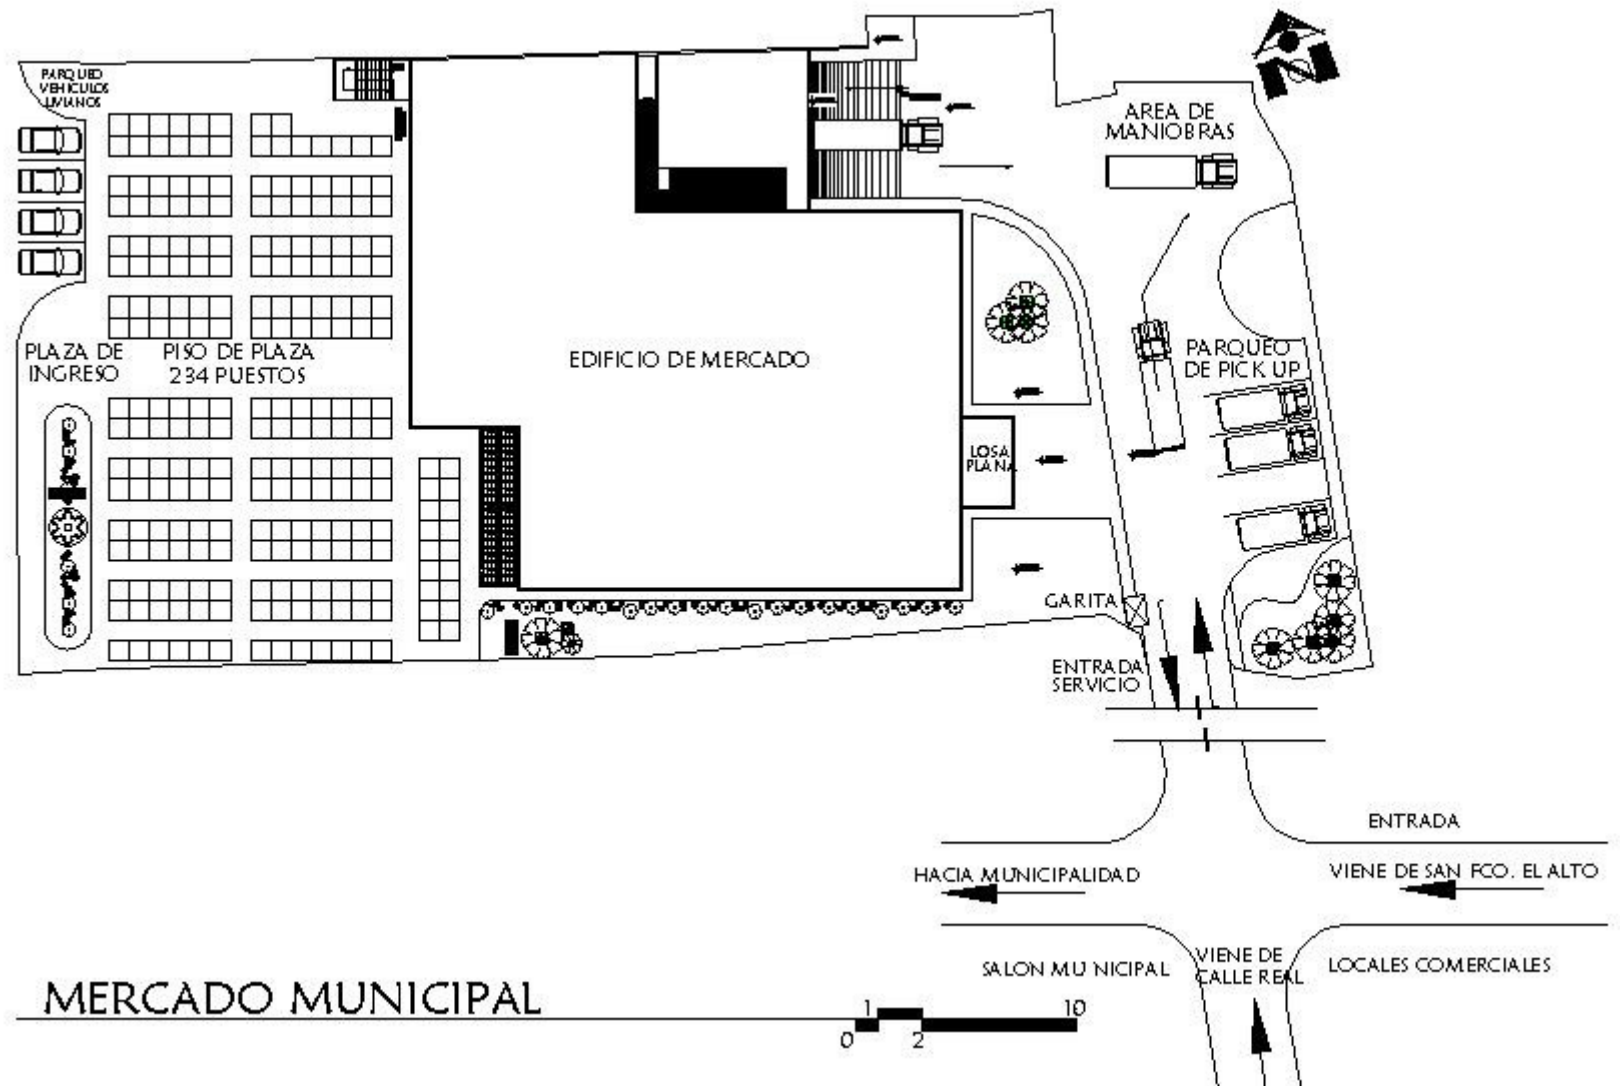 PARQUEO
VEHICULOS
LIVIANOS
AREA DE
MANIOBRAS
N
PLAZA DE
INGRESO
PISO DE PLAZA
234 PUESTOS
EDIFICIO DE MERCADO
PARQUEO
DE PICK UP
LOSA
PLANA
GARITA
ENTRADA
SERVICIO
ENTRADA
HACIA MUNICIPALIDAD
VIENE DE SAN FCO. EL ALTO
SALON MUNICIPAL
VIENE DE
CALLE REAL
LOCALES COMERCIALES
MERCADO MUNICIPAL
1 10
0 2